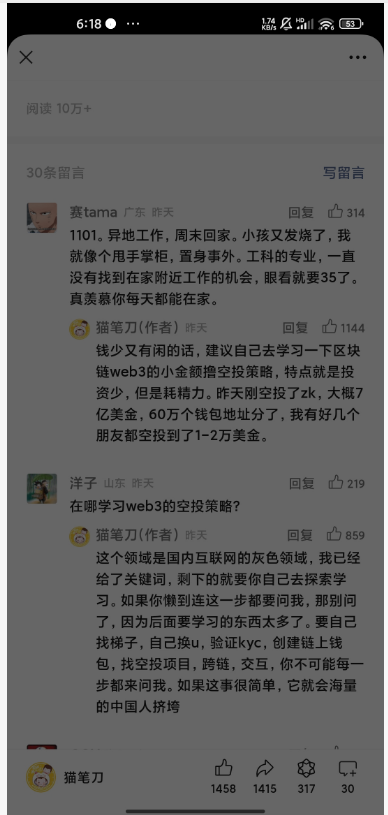 6:18
1.74 KB/s
HD
53
阅读 10万+
30条留言
写留言
赛tama 广东 昨天
回复 314
1101。异地工作，周末回家。小孩又发烧了，我
就像个甩手掌柜，置身事外。工科的专业，一直
没有找到在家附近工作的机会，眼看就要35了。
真羡慕你每天都能在家。
猫笔刀(作者) 昨天
回复 1144
钱少又有闲的话，建议自己去学习一下区块
链web3的小金额撸空投策略，特点就是投
资少，但是耗精力。昨天刚空投了zk，大概7
亿美金，60万个钱包地址分了，我有好几个
朋友都空投到了1-2万美金。
洋子 山东 昨天
回复 219
在哪学习web3的空投策略?
猫笔刀(作者) 昨天
回复 859
这个领域是国内互联网的灰色领域，我已经
给了关键词，剩下的就要你自己去探索学
习。如果你懒到连这一步都要问我，那别问
了，因为后面要学习的东西太多了。要自己
找梯子，自己换u，验证kyc，创建链上钱
包，找空投项目，跨链，交互，你不可能每一
步都来问我。如果这事很简单，它就会海量
的中国人挤垮
猫笔刀
1458
1415
317
30